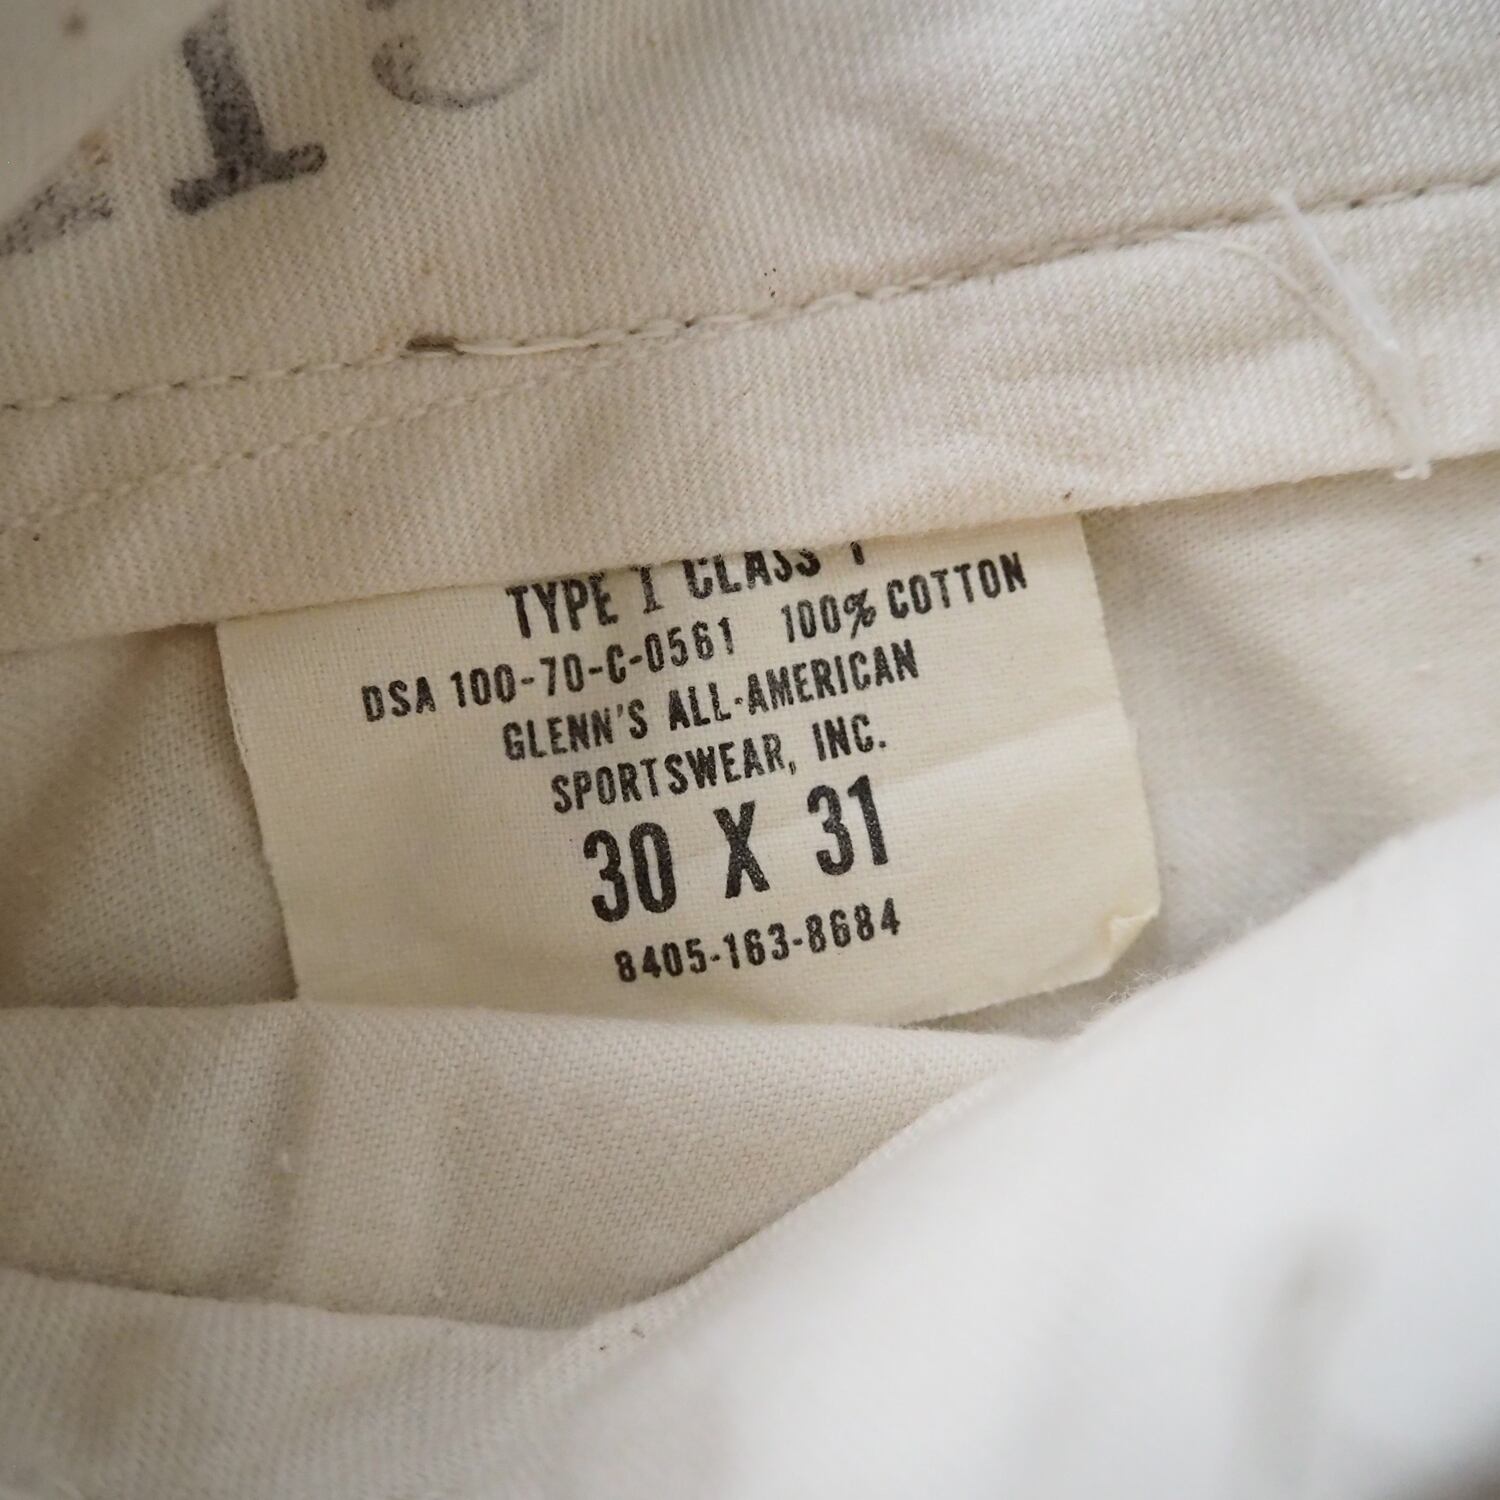 TYPE I CLASS 1
DSA 100-70-C-0561 100% COTTON
GLENN'S ALL-AMERICAN
SPORTSWEAR, INC.
30 X 31
8405-163-8684